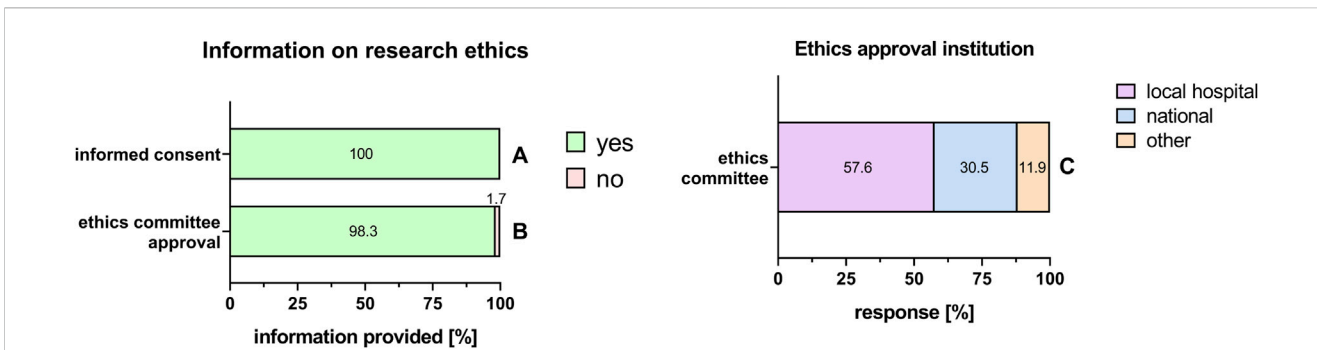 Information on research ethics
informed consent
100
A
yes
no
1.7
ethics committee
approval
98.3
B
0 25 50 75 100
information provided [%]
Ethics approval institution
local hospital
national
other
ethics
committee
57.6 30.5 11.9
C
0 25 50 75 100
response [%]